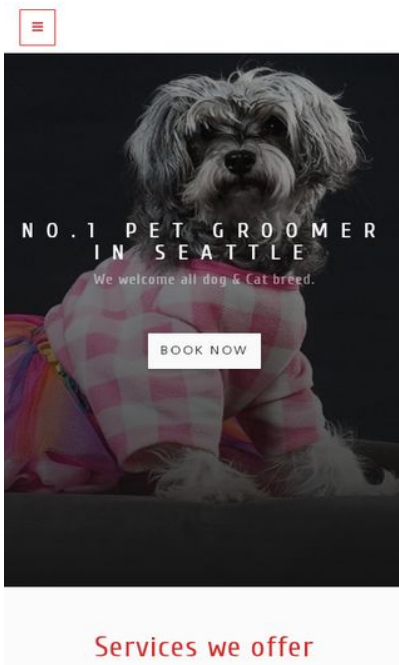 NO.1 PET GROOMER
IN SEATTLE
We welcome all dog & Cat breed.
BOOK NOW
Services we offer